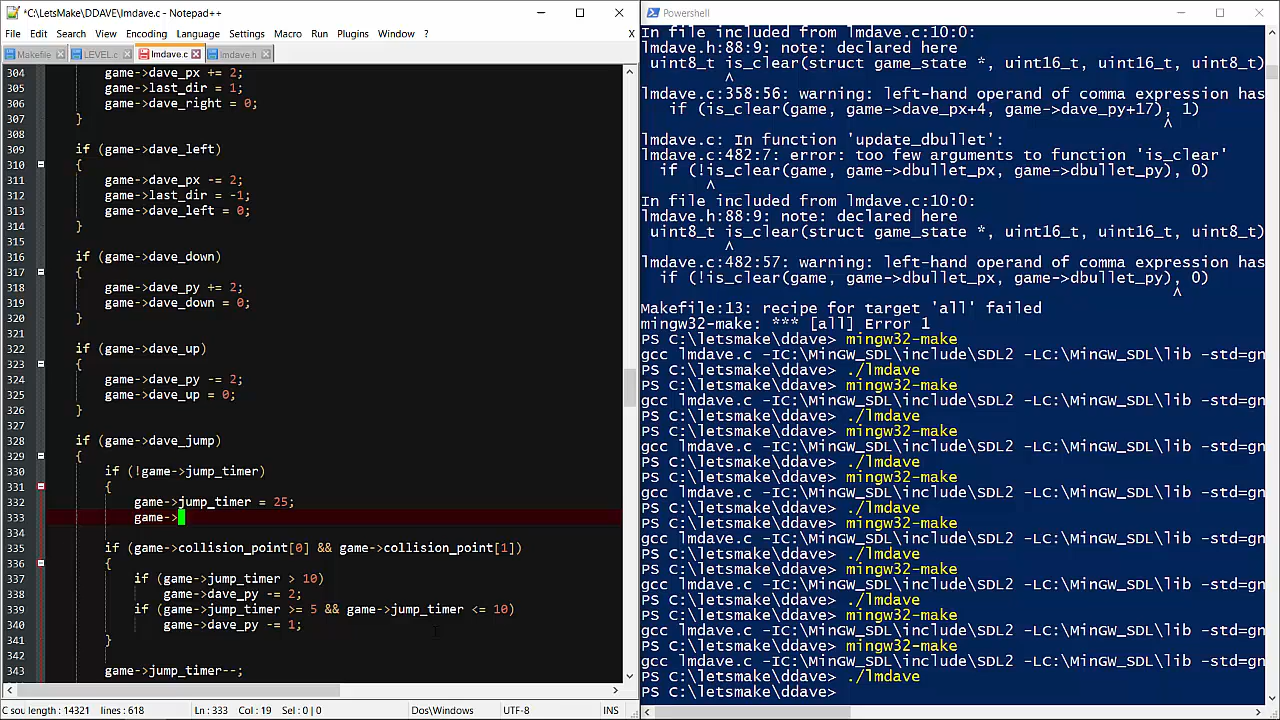 *C:\LetsMake\DDAVE\lmdave.c - Notepad++
File Edit Search View Encoding Language Settings Macro Run Plugins Window ? X
Makefile LEVEL.c lmdave.c lmdave.h
304 game->dave_px += 2;
305 game->last_dir = 1;
306 game->dave_right = 0;
307 }
308
309 if (game->dave_left)
310 {
311 game->dave_px -= 2;
312 game->last_dir = -1;
313 game->dave_left = 0;
314 }
315
316 if (game->dave_down)
317 {
318 game->dave_py += 2;
319 game->dave_down = 0;
320 }
321
322 if (game->dave_up)
323 {
324 game->dave_py -= 2;
325 game->dave_up = 0;
327 }
328
328 if (game->dave_jump)
329 {
330 if (!game->jump_timer)
331 {
332 game->jump_timer = 25;
333 game->
334
335 if (game->collision_point[0] && game->collision_point[1])
336 {
337 if (game->jump_timer > 10)
338 game->dave_py -= 2;
339 if (game->jump_timer >= 5 && game->jump_timer <= 10)
340 game->dave_py -= 1;
341 }
342
343 game->jump_timer--;
C sou length : 14321 lines : 618 Ln : 333 Col : 19 Sel : 0 | 0 Dos\Windows UTF-8 INS
Powershell
In file included from lmdave.c:10:0:
lmdave.h:88:9: note: declared here
uint8_t is_clear(struct game_state *, uint16_t, uint16_t, uint8_t)
^
lmdave.c:358:56: warning: left-hand operand of comma expression has
if (is_clear(game, game->dave_px+4, game->dave_py+17), 1)
^
lmdave.c: In function 'update_dbullet':
lmdave.c:482:7: error: too few arguments to function 'is_clear'
if (!is_clear(game, game->dbullet_px, game->dbullet_py), 0)
^
In file included from lmdave.c:10:0:
lmdave.h:88:9: note: declared here
uint8_t is_clear(struct game_state *, uint16_t, uint16_t, uint8_t)
^
lmdave.c:482:57: warning: left-hand operand of comma expression has
if (!is_clear(game, game->dbullet_px, game->dbullet_py), 0)
^
Makefile:13: recipe for target 'all' failed
mingw32-make: *** [all] Error 1
PS C:\letsmake\ddave> mingw32-make
gcc lmdave.c -IC:\MinGW_SDL\include\SDL2 -LC:\MinGW_SDL\lib -std=gn
PS C:\letsmake\ddave> ./lmdave
PS C:\letsmake\ddave> mingw32-make
gcc lmdave.c -IC:\MinGW_SDL\include\SDL2 -LC:\MinGW_SDL\lib -std=gn
PS C:\letsmake\ddave> ./lmdave
PS C:\letsmake\ddave> mingw32-make
gcc lmdave.c -IC:\MinGW_SDL\include\SDL2 -LC:\MinGW_SDL\lib -std=gn
PS C:\letsmake\ddave> ./lmdave
PS C:\letsmake\ddave> mingw32-make
gcc lmdave.c -IC:\MinGW_SDL\include\SDL2 -LC:\MinGW_SDL\lib -std=gn
PS C:\letsmake\ddave> ./lmdave
PS C:\letsmake\ddave> mingw32-make
gcc lmdave.c -IC:\MinGW_SDL\include\SDL2 -LC:\MinGW_SDL\lib -std=gn
PS C:\letsmake\ddave> ./lmdave
PS C:\letsmake\ddave> mingw32-make
gcc lmdave.c -IC:\MinGW_SDL\include\SDL2 -LC:\MinGW_SDL\lib -std=gn
PS C:\letsmake\ddave> ./lmdave
PS C:\letsmake\ddave> mingw32-make
gcc lmdave.c -IC:\MinGW_SDL\include\SDL2 -LC:\MinGW_SDL\lib -std=gn
PS C:\letsmake\ddave> mingw32-make
gcc lmdave.c -IC:\MinGW_SDL\include\SDL2 -LC:\MinGW_SDL\lib -std=gn
PS C:\letsmake\ddave> ./lmdave
PS C:\letsmake\ddave>